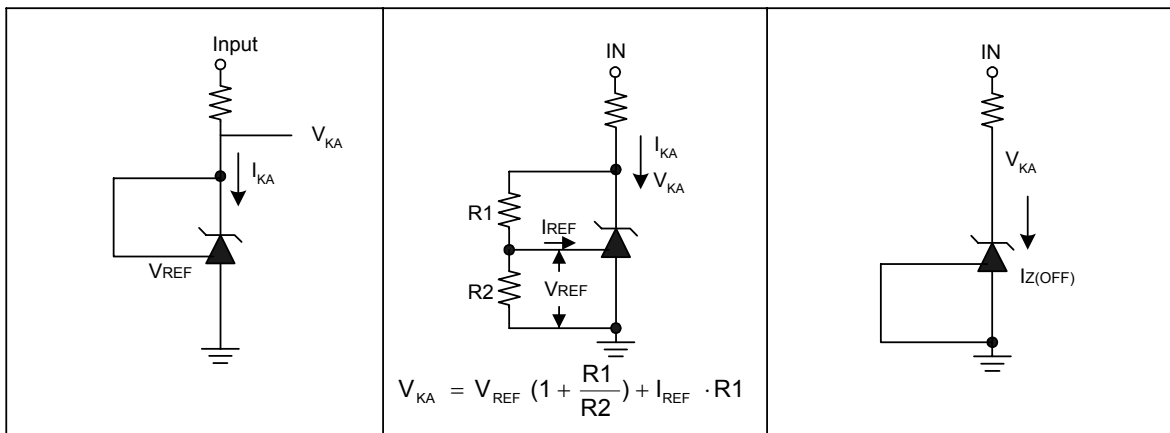 Input
V_KA
I_KA
VREF
IN
I_KA
V_KA
R1
IREF
R2
VREF
V_KA = V_REF (1 + R1/R2) + I_REF · R1
IN
V_KA
IZ(OFF)